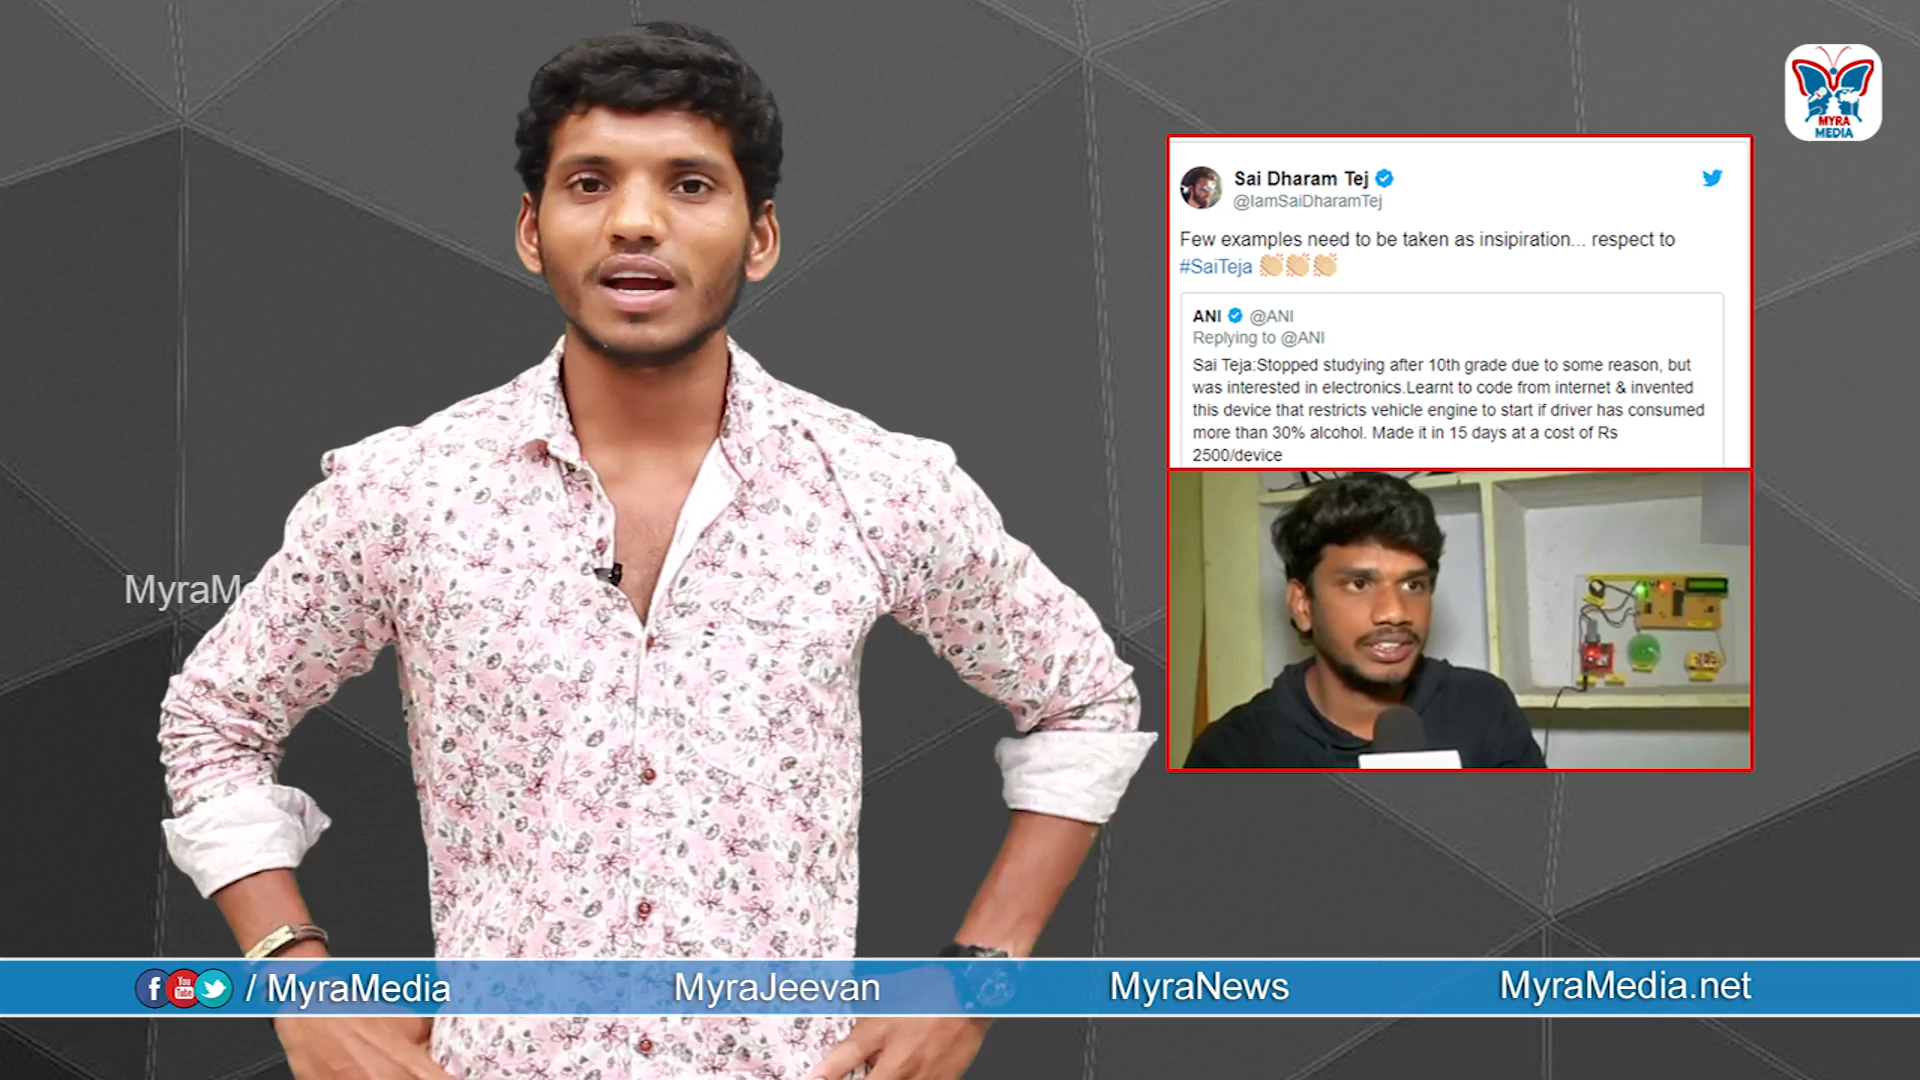 MYRA
MEDIA
Sai Dharam Tej
@IamSaiDharamTej
Few examples need to be taken as insipiration... respect to
#SaiTeja 👏👏👏
ANI @ANI
Replying to @ANI
Sai Teja:Stopped studying after 10th grade due to some reason, but
was interested in electronics.Learnt to code from internet & invented
this device that restricts vehicle engine to start if driver has consumed
more than 30% alcohol. Made it in 15 days at a cost of Rs
2500/device
MyraMedia
f You Tube / MyraMedia MyraJeevan MyraNews MyraMedia.net